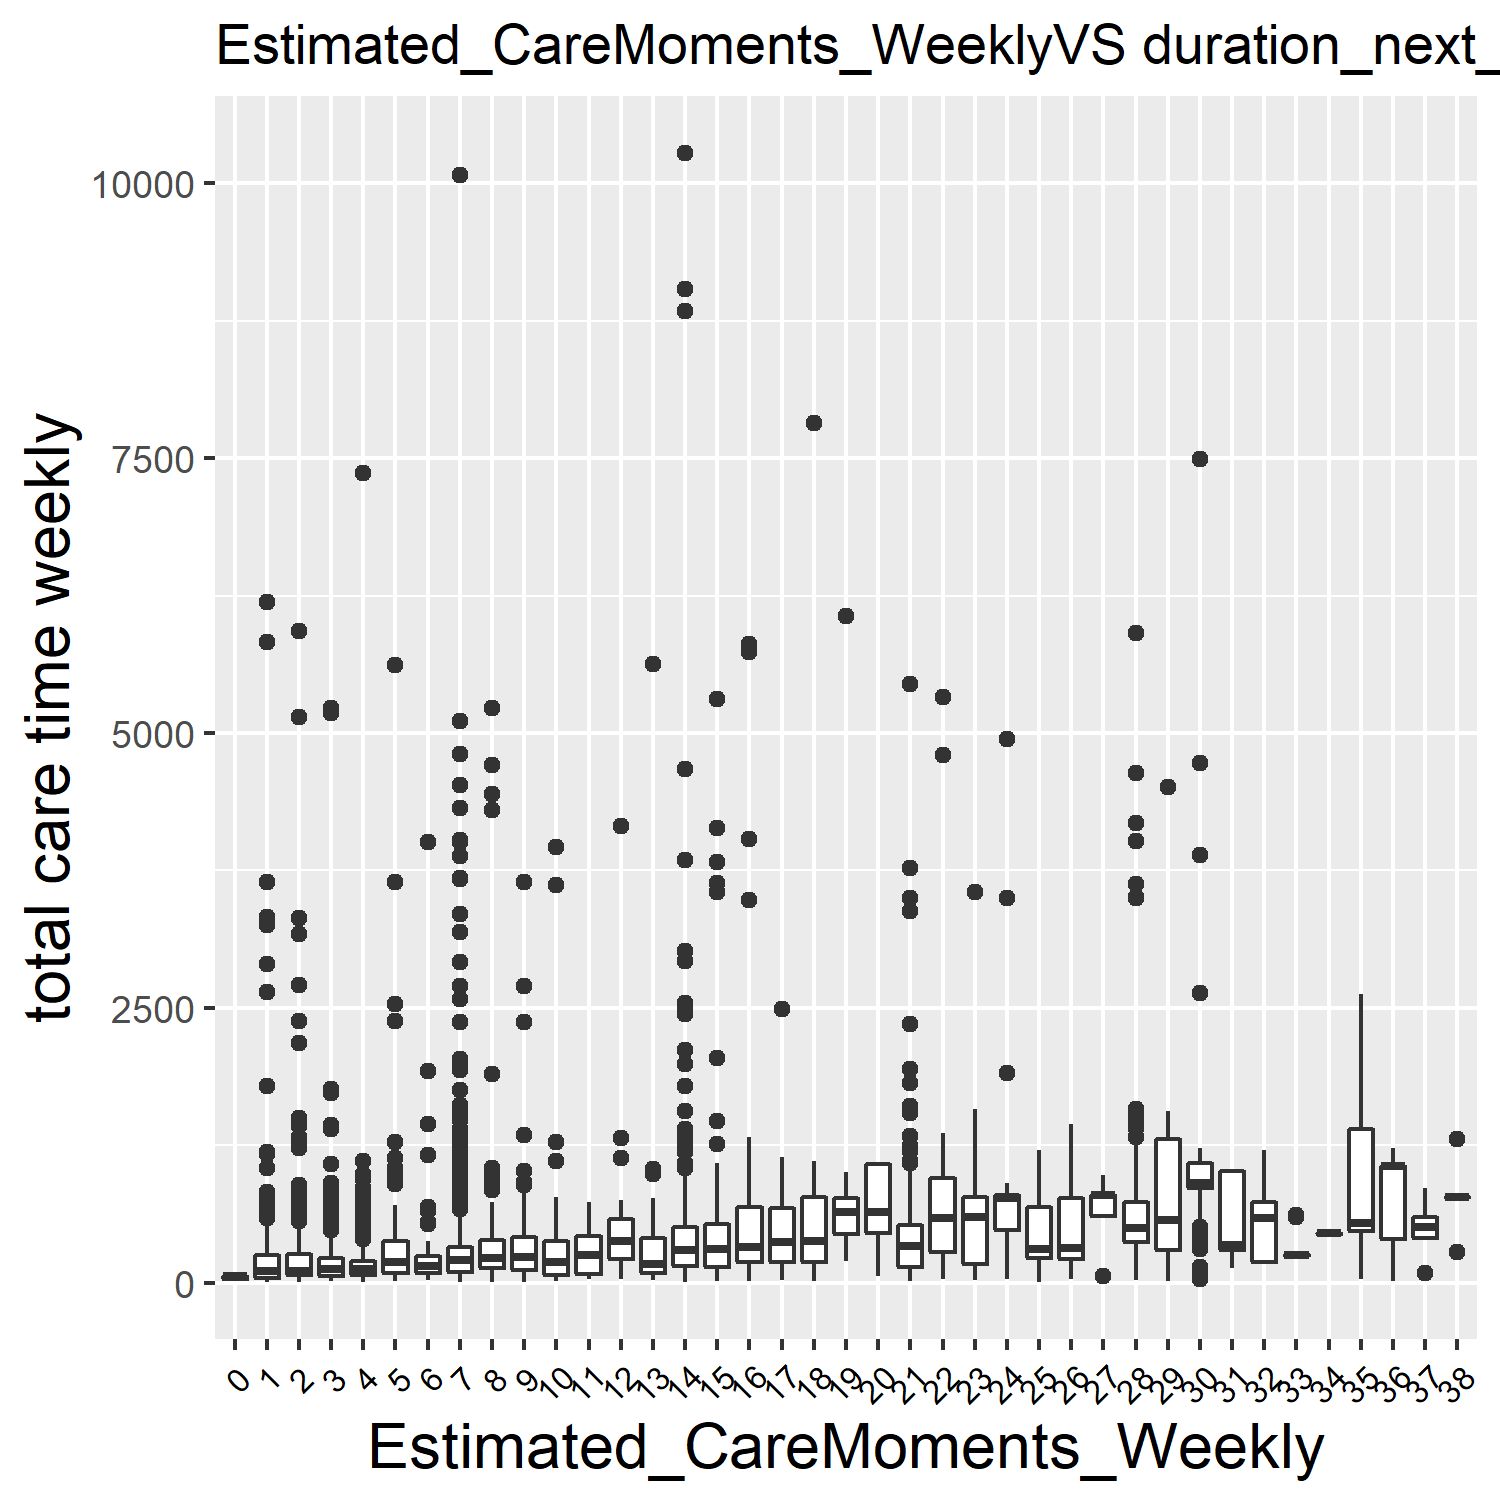 Estimated_CareMoments_WeeklyVS duration_next_
total care time weekly
10000
7500
5000
2500
0
0 1 2 3 4 5 6 7 8 9 10 11 12 13 14 15 16 17 18 19 20 21 22 23 24 25 26 27 28 29 30 31 32 33 34 35 36 37 38
Estimated_CareMoments_Weekly